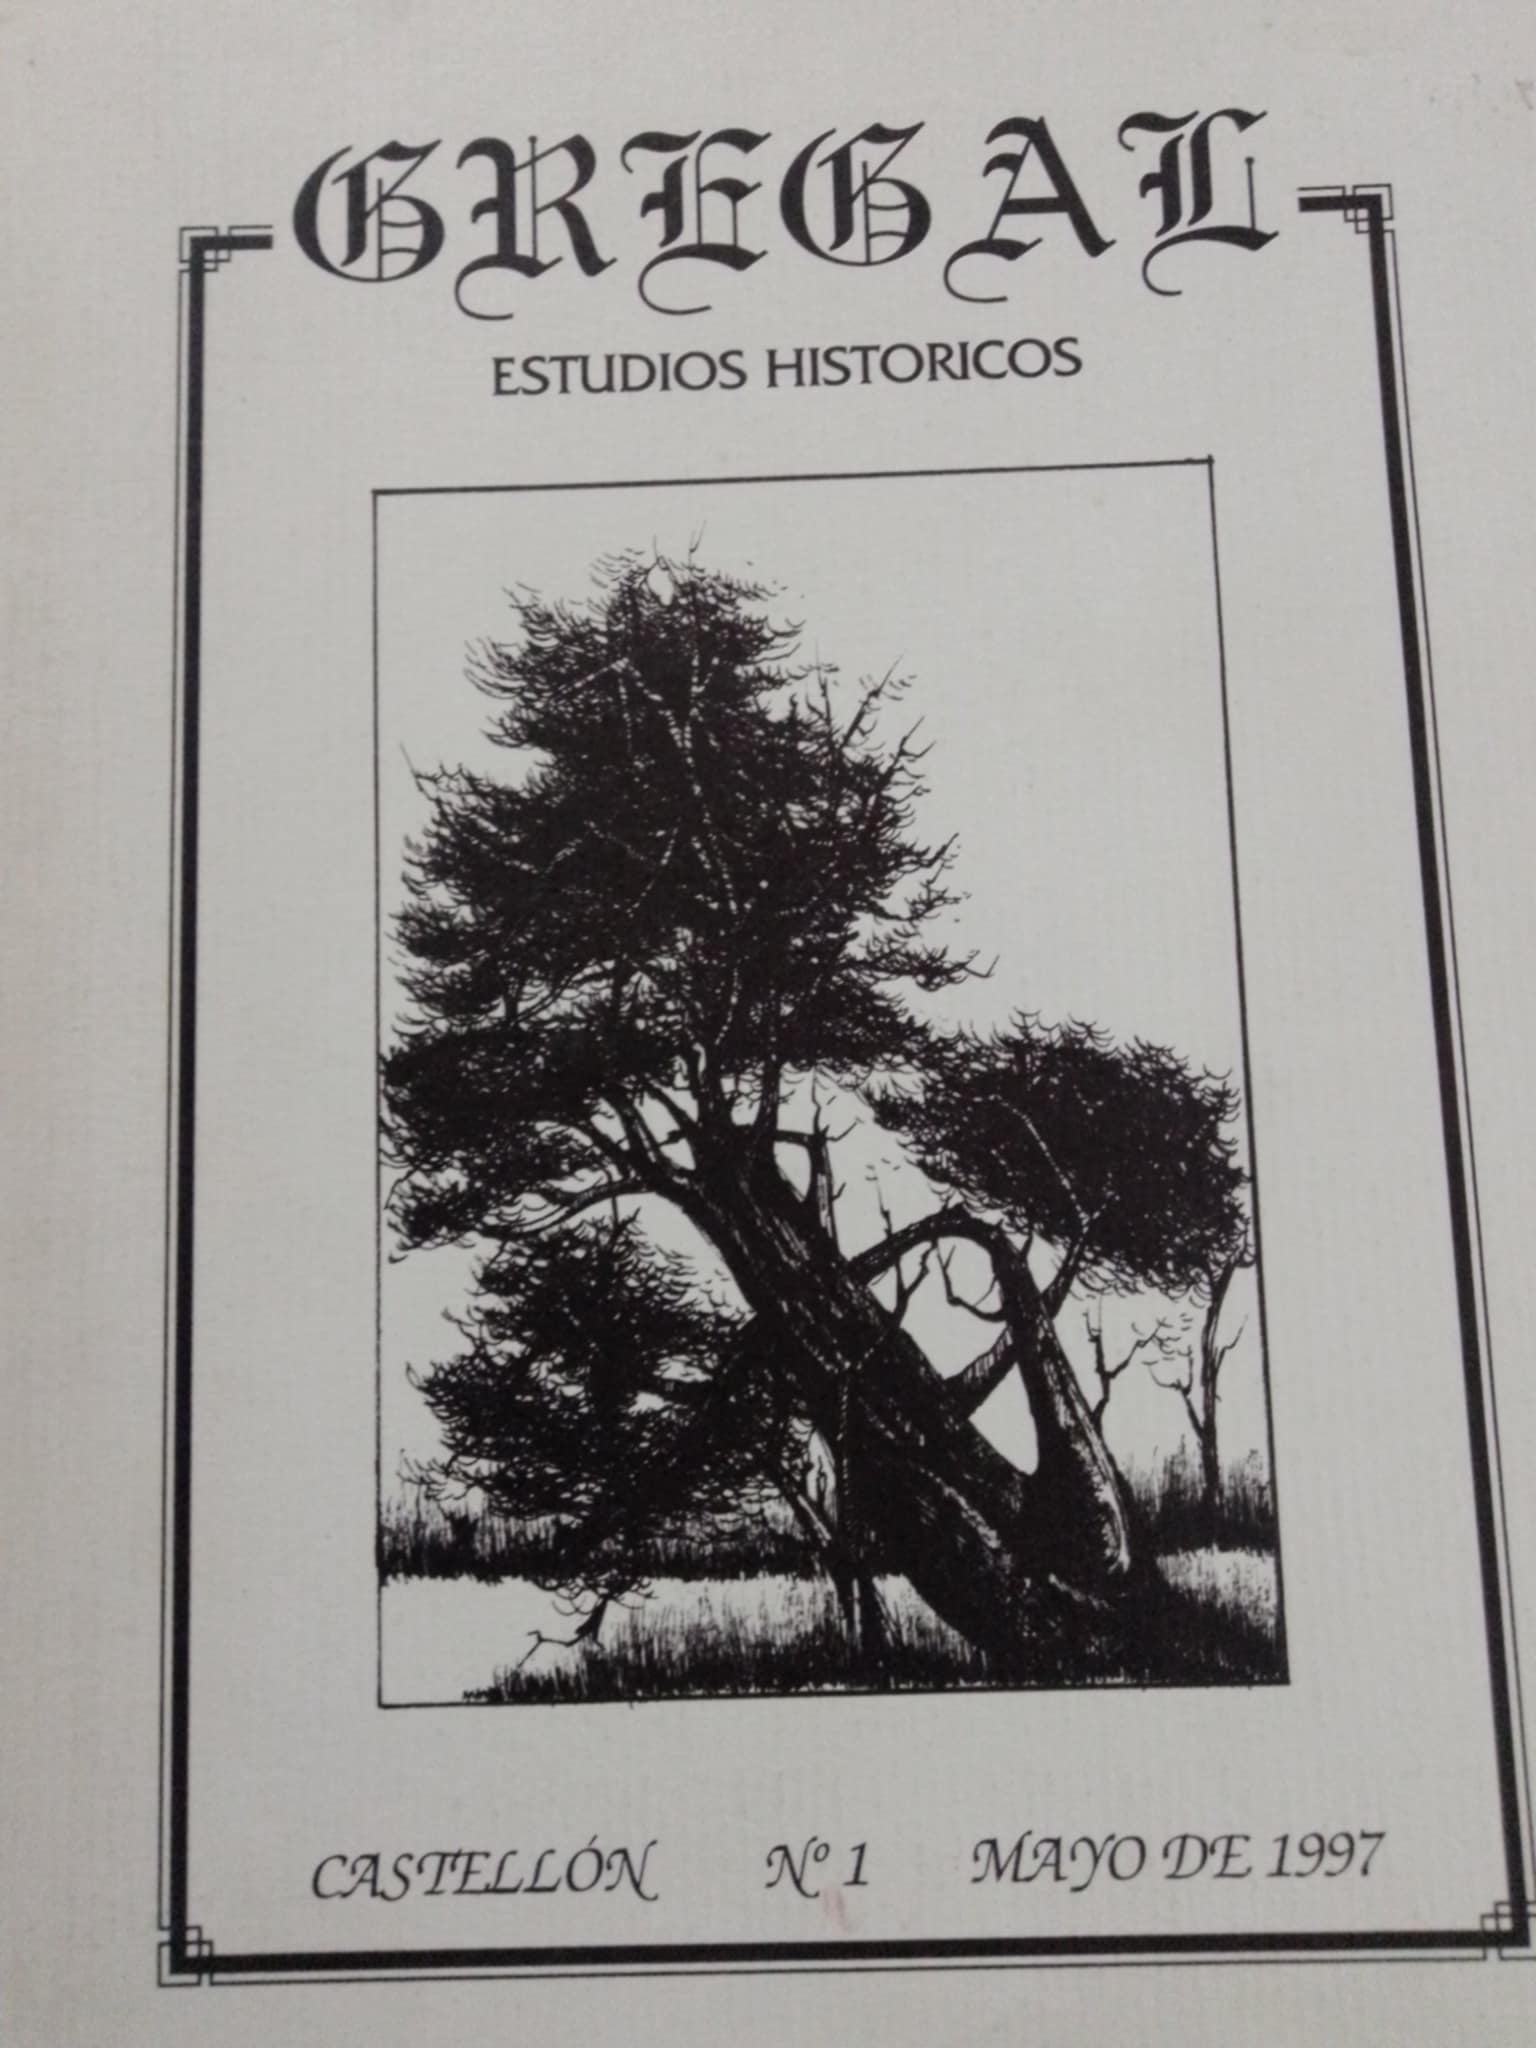 GREGAL
ESTUDIOS HISTORICOS
CASTELLÓN Nº 1 MAYO DE 1997